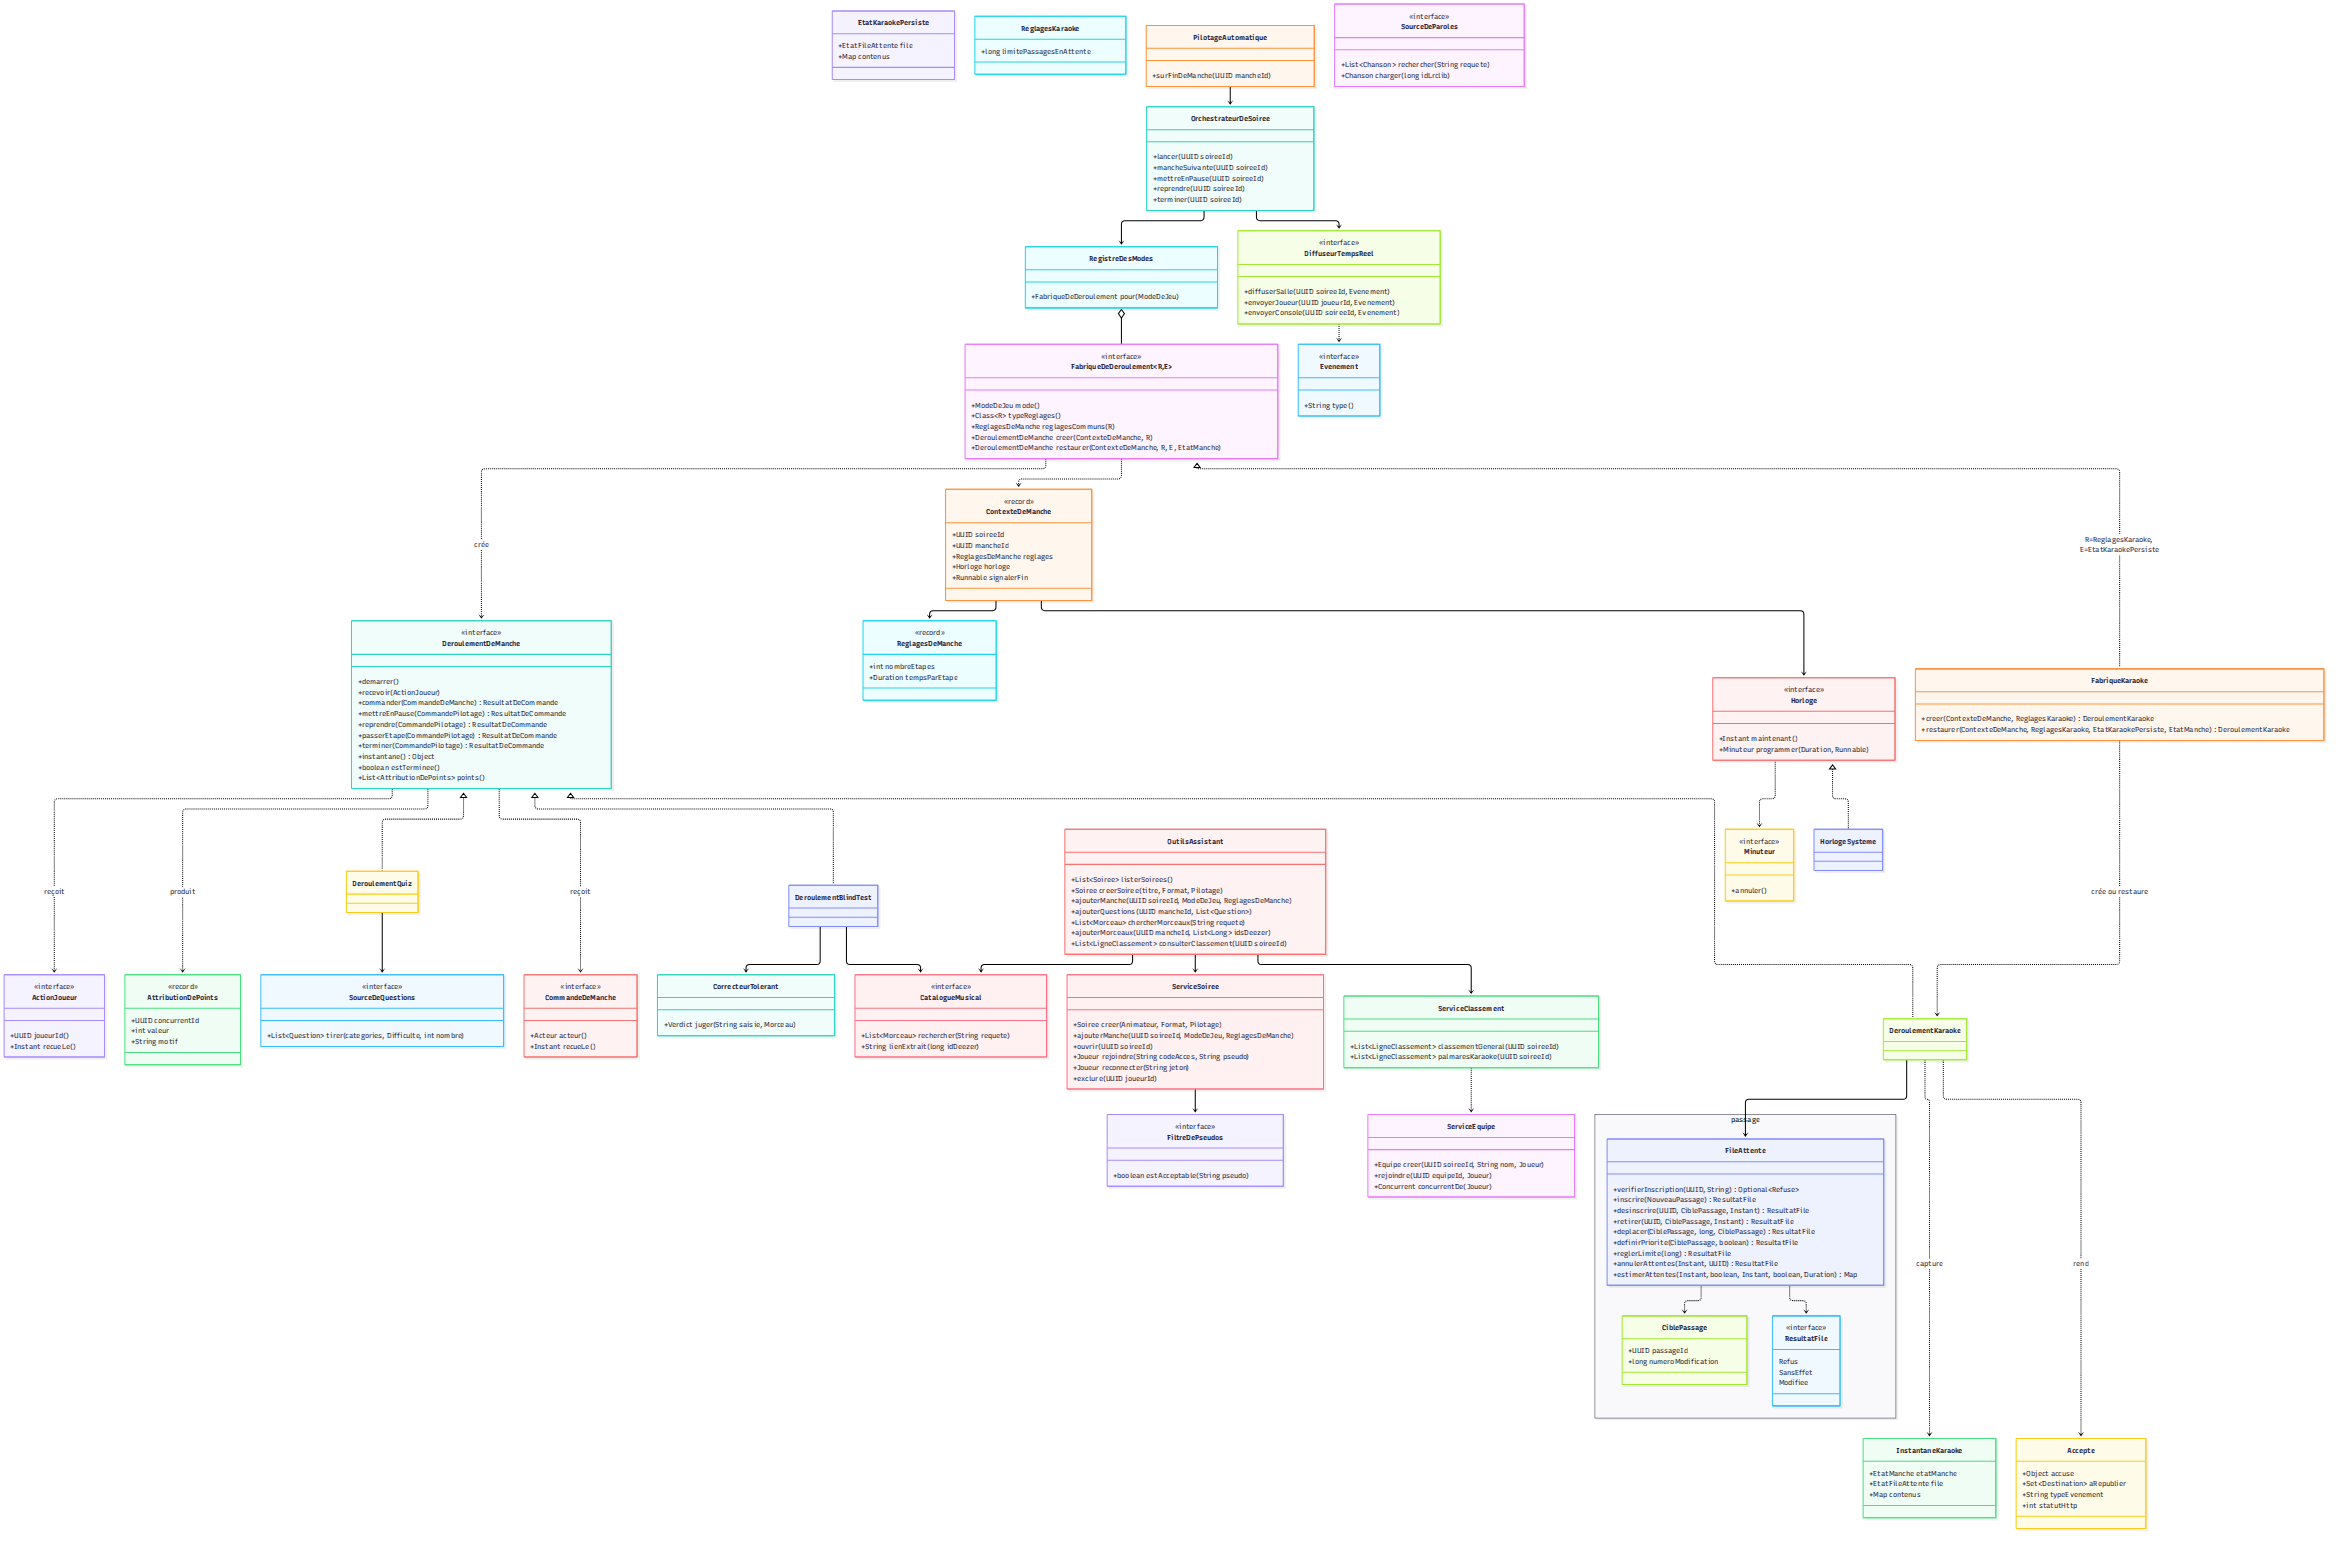 EtatKaraokePersiste
+EtatFileAttente file
+Map contenus
ReglagesKaraoke
+long limitePassagesEnAttente
PilotageAutomatique
+surFinDeManche(UUID mancheId)
«interface»
SourceDeParoles
+List<Chanson> rechercher(String requete)
+Chanson charger(long idLrclib)
OrchestrateurDeSoiree
+lancer(UUID soireeId)
+mancheSuivante(UUID soireeId)
+mettreEnPause(UUID soireeId)
+reprendre(UUID soireeId)
+terminer(UUID soireeId)
RegistreDesModes
+FabriqueDeDeroulement pour(ModeDeJeu)
«interface»
DiffuseurTempsReel
+diffuserSalle(UUID soireeId, Evenement)
+envoyerJoueur(UUID joueurId, Evenement)
+envoyerConsole(UUID soireeId, Evenement)
«interface»
FabriqueDeDeroulement<R,E>
+ModeDeJeu mode()
+Class<R> typeReglages()
+ReglagesDeManche reglagesCommuns(R)
+DeroulementDeManche creer(ContexteDeManche, R)
+DeroulementDeManche restaurer(ContexteDeManche, R, E, EtatManche)
«interface»
Evenement
+String type()
crée
«record»
ContexteDeManche
+UUID soireeId
+UUID mancheId
+ReglagesDeManche reglages
+Horloge horloge
+Runnable signalerFin
R=ReglagesKaraoke,
E=EtatKaraokePersiste
«interface»
DeroulementDeManche
+demarrer()
+recevoir(ActionJoueur)
+commander(CommandeDeManche) : ResultatDeCommande
+mettreEnPause(CommandePilotage) : ResultatDeCommande
+reprendre(CommandePilotage) : ResultatDeCommande
+passerEtape(CommandePilotage) : ResultatDeCommande
+terminer(CommandePilotage) : ResultatDeCommande
+instantane() : Object
+boolean estTerminee()
+List<AttributionDePoints> points()
«record»
ReglagesDeManche
+int nombreEtapes
+Duration tempsParEtape
«interface»
Horloge
+Instant maintenant()
+Minuteur programmer(Duration, Runnable)
FabriqueKaraoke
+creer(ContexteDeManche, ReglagesKaraoke) : DeroulementKaraoke
+restaurer(ContexteDeManche, ReglagesKaraoke, EtatKaraokePersiste, EtatManche) : DeroulementKaraoke
reçoit
produit
DeroulementQuiz
reçoit
DeroulementBlindTest
OutilsAssistant
+List<Soiree> listerSoirees()
+Soiree creerSoiree(titre, Format, Pilotage)
+ajouterManche(UUID soireeId, ModeDeJeu, ReglagesDeManche)
+ajouterQuestions(UUID mancheId, List<Question>)
+List<Morceau> chercherMorceaux(String requete)
+ajouterMorceaux(UUID mancheId, List<Long> idsDeezer)
+List<LigneClassement> consulterClassement(UUID soireeId)
«interface»
Minuteur
+annuler()
HorlogeSysteme
crée ou restaure
«interface»
ActionJoueur
+UUID joueurId()
+Instant recueLe()
«record»
AttributionDePoints
+UUID concurrentId
+int valeur
+String motif
«interface»
SourceDeQuestions
+List<Question> tirer(categories, Difficulte, int nombre)
«interface»
CommandeDeManche
+Acteur acteur()
+Instant recueLe()
CorrecteurTolerant
+Verdict juger(String saisie, Morceau)
«interface»
CatalogueMusical
+List<Morceau> rechercher(String requete)
+String lienExtrait(long idDeezer)
ServiceSoiree
+Soiree creer(Animateur, Format, Pilotage)
+ajouterManche(UUID soireeId, ModeDeJeu, ReglagesDeManche)
+ouvrir(UUID soireeId)
+Joueur rejoindre(String codeAcces, String pseudo)
+Joueur reconnecter(String jeton)
+exclure(UUID joueurId)
ServiceClassement
+List<LigneClassement> classementGeneral(UUID soireeId)
+List<LigneClassement> palmaresKaraoke(UUID soireeId)
DeroulementKaraoke
«interface»
FiltreDePseudos
+boolean estAcceptable(String pseudo)
ServiceEquipe
+Equipe creer(UUID soireeId, String nom, Joueur)
+rejoindre(UUID equipeId, Joueur)
+Concurrent concurrentDe(Joueur)
passage
FileAttente
+verifierInscription(UUID, String) : Optional<Refuse>
+inscrire(NouveauPassage) : ResultatFile
+desinscrire(UUID, CiblePassage, Instant) : ResultatFile
+retirer(UUID, CiblePassage, Instant) : ResultatFile
+deplacer(CiblePassage, long, CiblePassage) : ResultatFile
+definirPriorite(CiblePassage, boolean) : ResultatFile
+reglerLimite(long) : ResultatFile
+annulerAttentes(Instant, UUID) : ResultatFile
+estimerAttentes(Instant, boolean, Instant, boolean, Duration) : Map
capture
rend
CiblePassage
+UUID passageId
+long numeroModification
«interface»
ResultatFile
Refus
SansEffet
Modifiee
InstantaneKaraoke
+EtatManche etatManche
+EtatFileAttente file
+Map contenus
Accepte
+Object accuse
+Set<Destination> aRepublier
+String typeEvenement
+int statutHttp